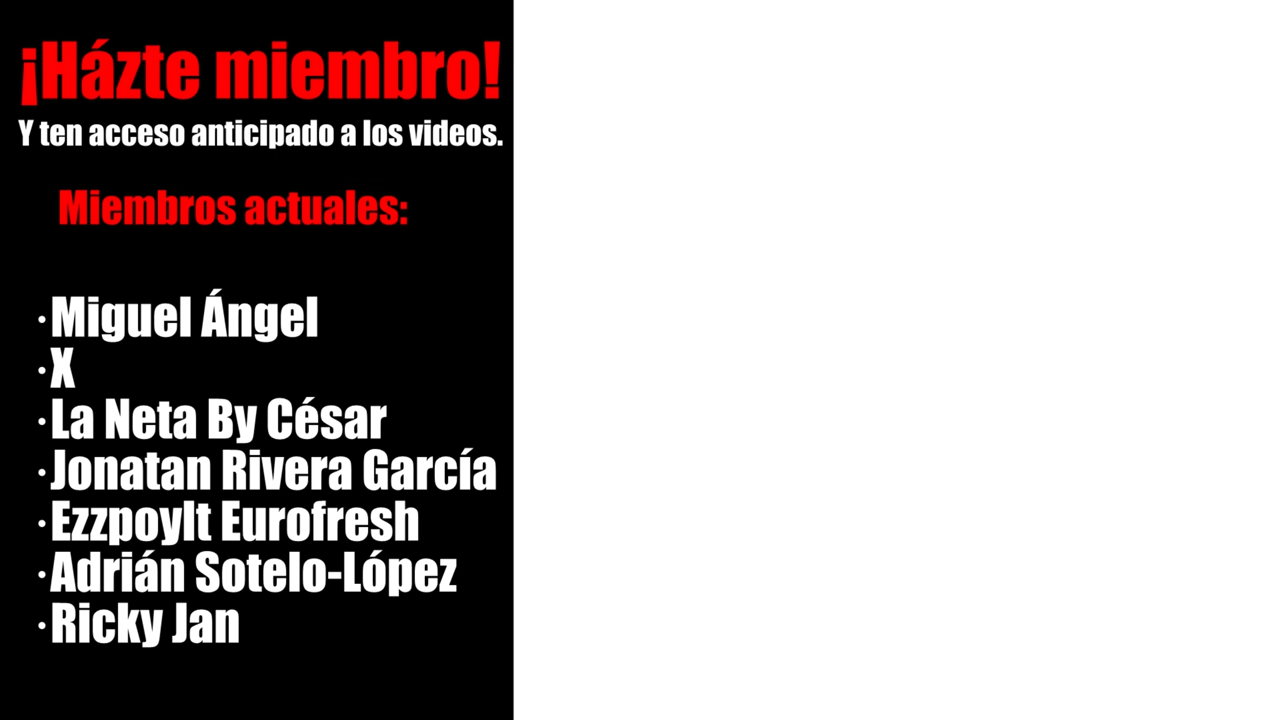 ¡Házte miembro!
Y ten acceso anticipado a los videos.
Miembros actuales:
·Miguel Ángel
·X
·La Neta By César
·Jonatan Rivera García
·Ezzpoylt Eurofresh
·Adrián Sotelo-López
·Ricky Jan